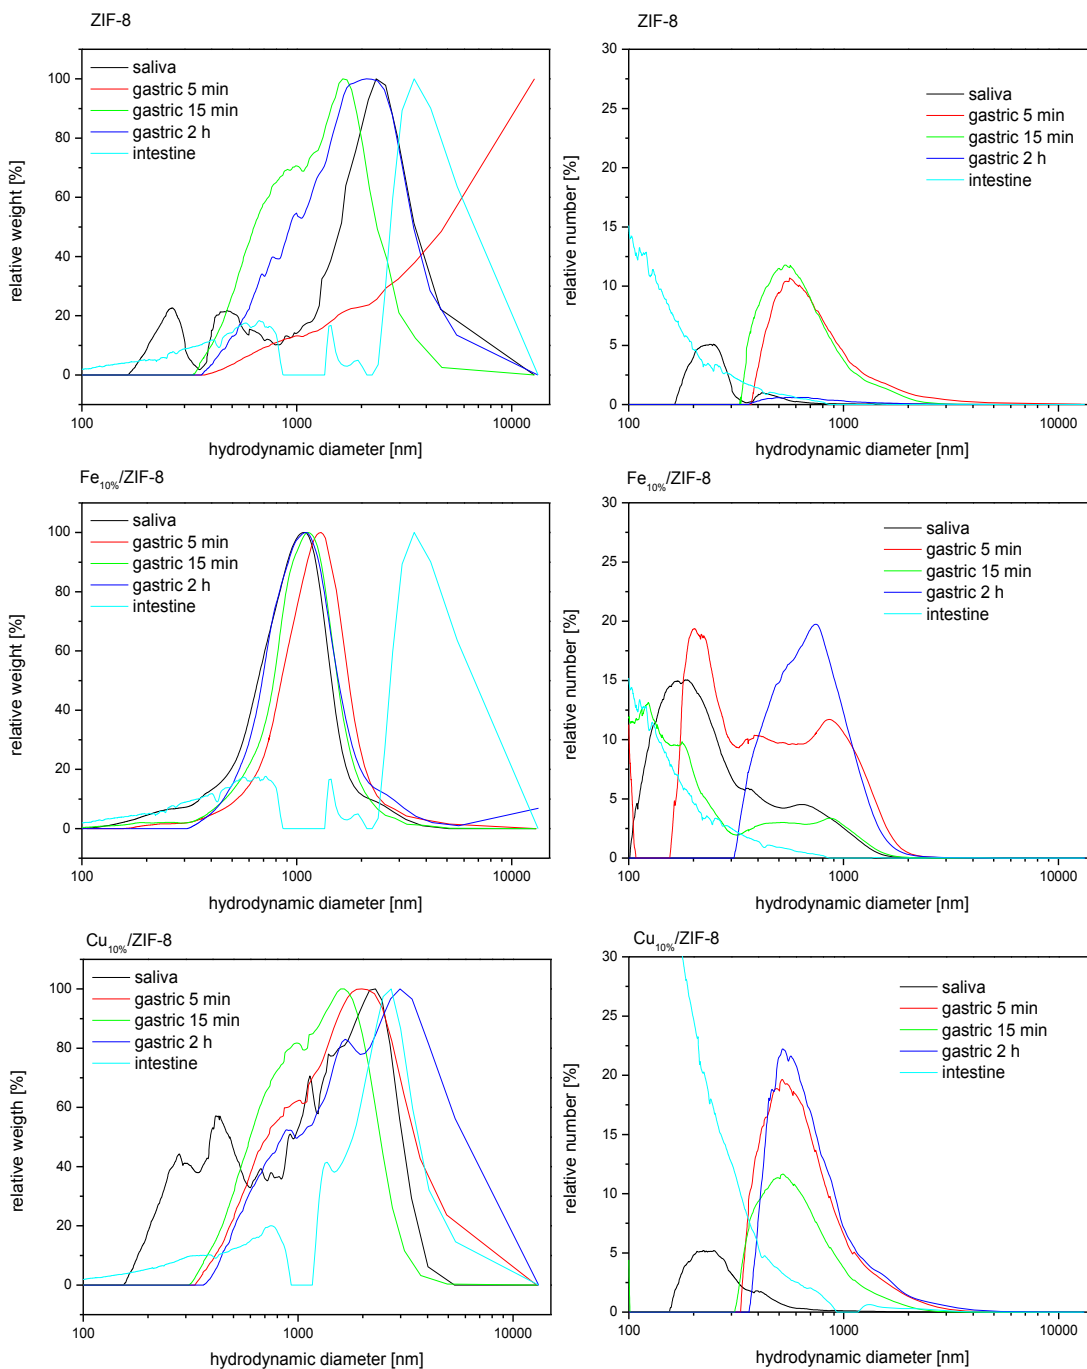 ZIF-8
saliva
gastric 5 min
gastric 15 min
gastric 2 h
intestine
relative weight [%]
100
80
60
40
20
0
100
1000
10000
hydrodynamic diameter [nm]
ZIF-8
saliva
gastric 5 min
gastric 15 min
gastric 2 h
intestine
relative number [%]
30
25
20
15
10
5
0
100
1000
10000
hydrodynamic diameter [nm]
Fe10%/ZIF-8
saliva
gastric 5 min
gastric 15 min
gastric 2 h
intestine
relative weight [%]
100
80
60
40
20
0
100
1000
10000
hydrodynamic diameter [nm]
Fe10%/ZIF-8
saliva
gastric 5 min
gastric 15 min
gastric 2 h
intestine
relative number [%]
30
25
20
15
10
5
0
100
1000
10000
hydrodynamic diameter [nm]
Cu10%/ZIF-8
saliva
gastric 5 min
gastric 15 min
gastric 2 h
intestine
relative weigth [%]
100
80
60
40
20
0
100
1000
10000
hydrodynamic diameter [nm]
Cu10%/ZIF-8
saliva
gastric 5 min
gastric 15 min
gastric 2 h
intestine
relative number [%]
30
25
20
15
10
5
0
100
1000
10000
hydrodynamic diameter [nm]